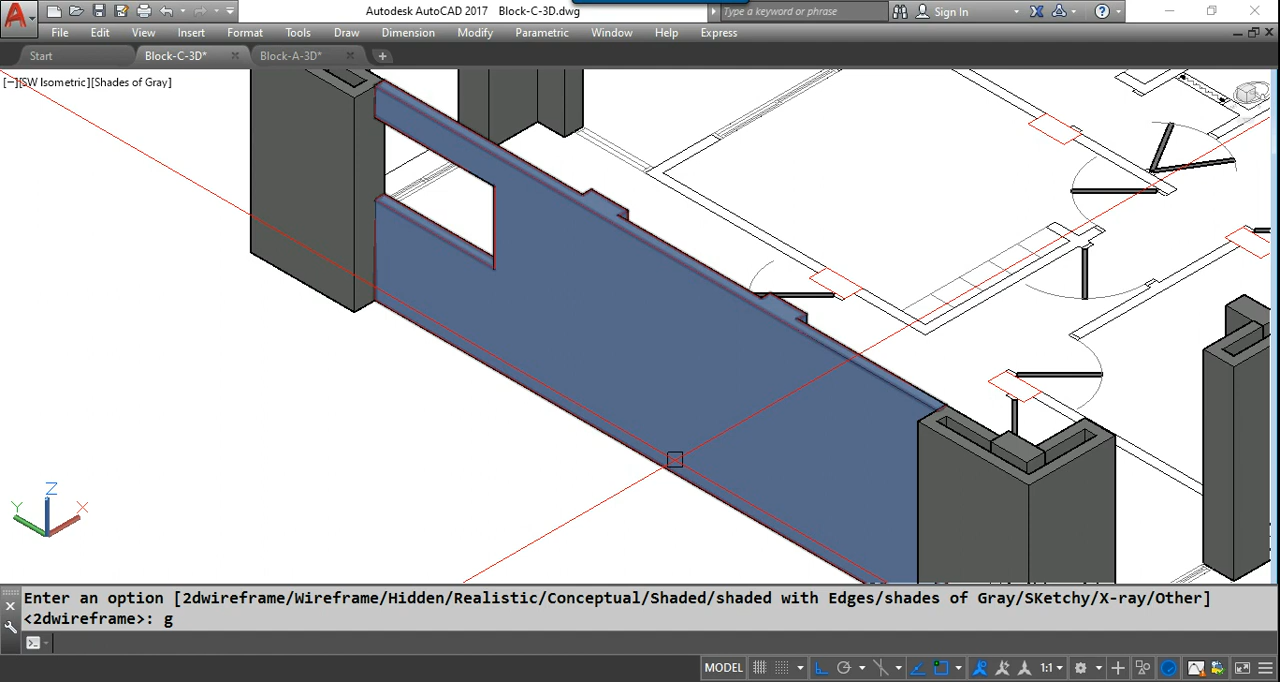 Autodesk AutoCAD 2017 Block-C-3D.dwg
Type a keyword or phrase
Sign In
File Edit View Insert Format Tools Draw Dimension Modify Parametric Window Help Express
Start Block-C-3D* Block-A-3D*
[−][SW Isometric][Shades of Gray]
Z
Y X
Enter an option [2dwireframe/Wireframe/Hidden/Realistic/Conceptual/Shaded/shaded with Edges/shades of Gray/SKetchy/X-ray/Other]
<2dwireframe>: g
MODEL 1:1